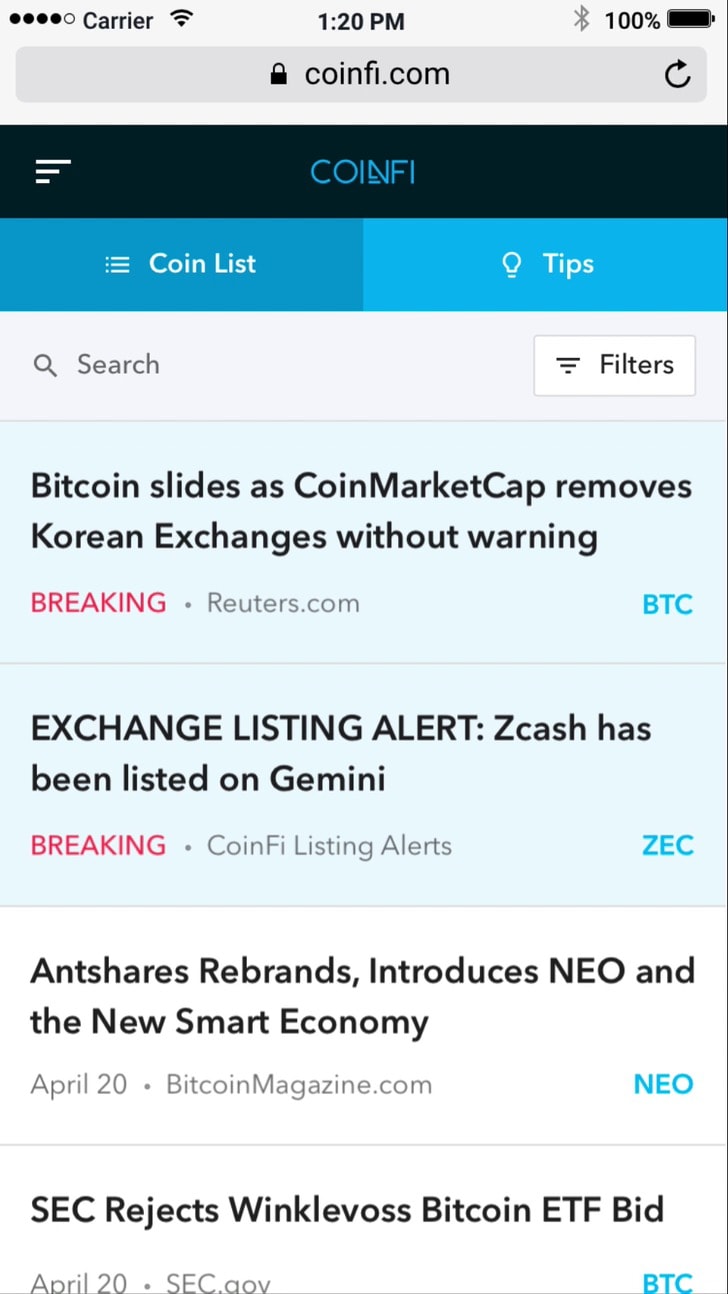 Carrier 1:20 PM 100%
coinfi.com
COINFI
Coin List Tips
Search Filters
Bitcoin slides as CoinMarketCap removes
Korean Exchanges without warning
BREAKING • Reuters.com BTC
EXCHANGE LISTING ALERT: Zcash has
been listed on Gemini
BREAKING • CoinFi Listing Alerts ZEC
Antshares Rebrands, Introduces NEO and
the New Smart Economy
April 20 • BitcoinMagazine.com NEO
SEC Rejects Winklevoss Bitcoin ETF Bid
April 20 • SEC.gov BTC